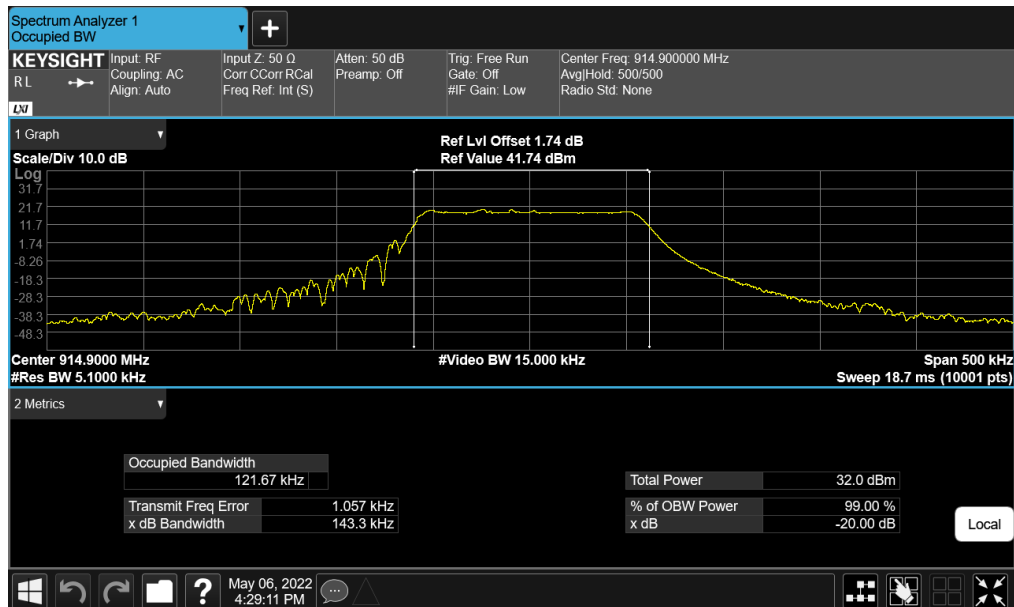 Spectrum Analyzer 1
Occupied BW
+
KEYSIGHT Input: RF Input Z: 50 Ω Atten: 50 dB Trig: Free Run Center Freq: 914.900000 MHz
RL Coupling: AC Corr CCorr RCal Preamp: Off Gate: Off Avg|Hold: 500/500
Align: Auto Freq Ref: Int (S) #IF Gain: Low Radio Std: None
LXI
1 Graph Ref Lvl Offset 1.74 dB
Scale/Div 10.0 dB Ref Value 41.74 dBm
Log
31.7
21.7
11.7
1.74
-8.26
-18.3
-28.3
-38.3
-48.3
Center 914.9000 MHz #Video BW 15.000 kHz Span 500 kHz
#Res BW 5.1000 kHz Sweep 18.7 ms (10001 pts)
2 Metrics
Occupied Bandwidth
121.67 kHz Total Power 32.0 dBm
Transmit Freq Error 1.057 kHz % of OBW Power 99.00 %
x dB Bandwidth 143.3 kHz x dB -20.00 dB
Local
? May 06, 2022
4:29:11 PM